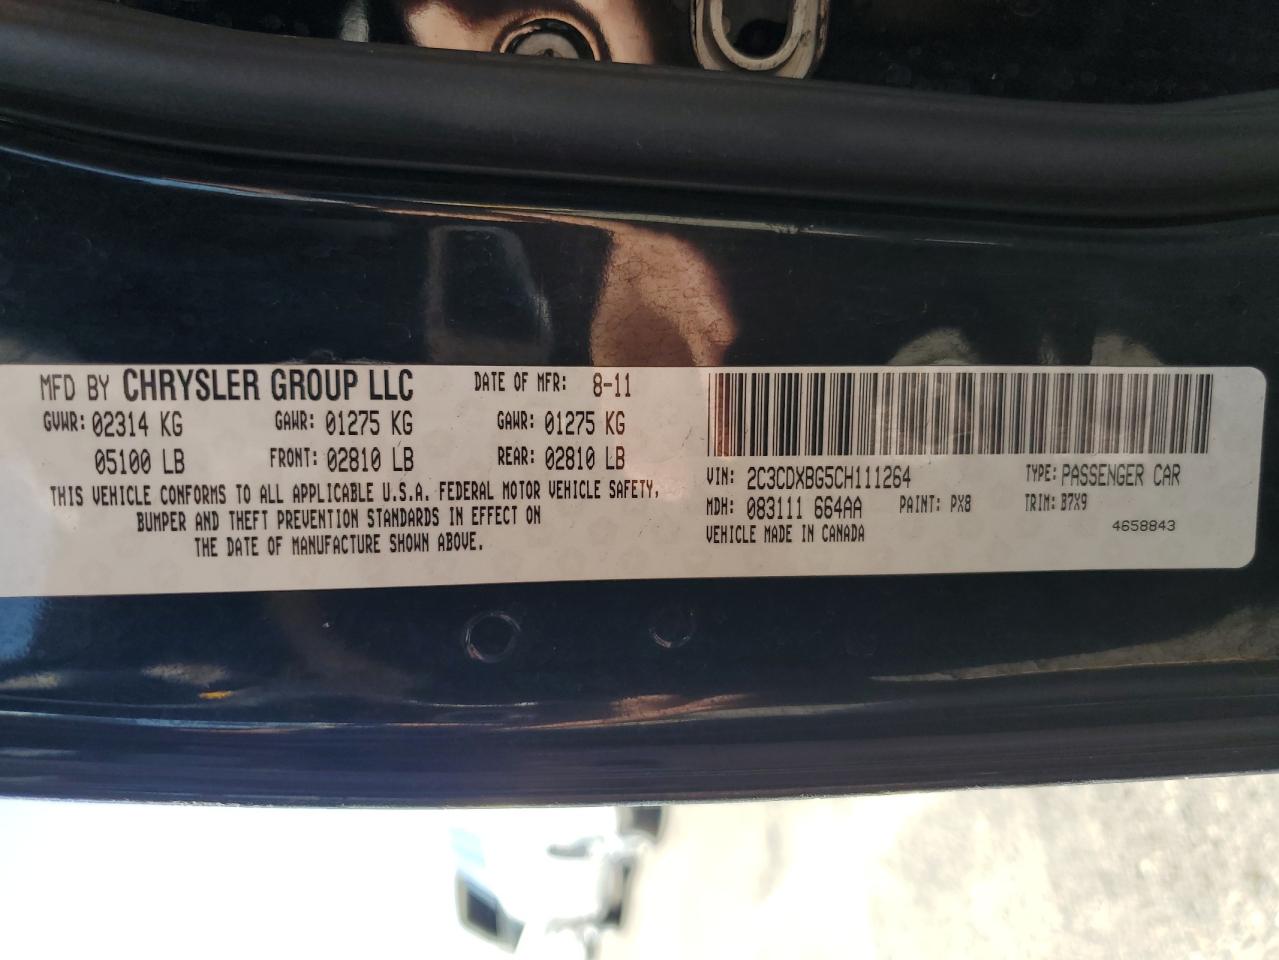 MFD BY CHRYSLER GROUP LLC DATE OF MFR: 8-11
GVWR: 02314 KG GAWR: 01275 KG GAWR: 01275 KG
05100 LB FRONT: 02810 LB REAR: 02810 LB
THIS VEHICLE CONFORMS TO ALL APPLICABLE U.S.A. FEDERAL MOTOR VEHICLE SAFETY,
BUMPER AND THEFT PREVENTION STANDARDS IN EFFECT ON
THE DATE OF MANUFACTURE SHOWN ABOVE.
VIN: 2C3CDXBG5CH111264 TYPE: PASSENGER CAR
MDH: 083111 664AA PAINT: PX8 TRIM: B7X9
VEHICLE MADE IN CANADA 4658843